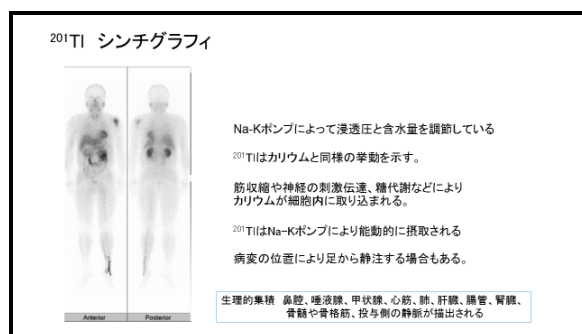 ²⁰¹Tl シンチグラフィ
Na-Kポンプによって浸透圧と含水量を調節している
²⁰¹Tlはカリウムと同様の挙動を示す。
筋収縮や神経の刺激伝達、糖代謝などにより
カリウムが細胞内に取り込まれる。
²⁰¹TlはNa−Kポンプにより能動的に摂取される
病変の位置により足から静注する場合もある。
生理的集積 鼻腔、唾液腺、甲状腺、心筋、肺、肝臓、腸管、腎臓、
骨髄や骨格筋、投与側の静脈が描出される
Anterior Posterior